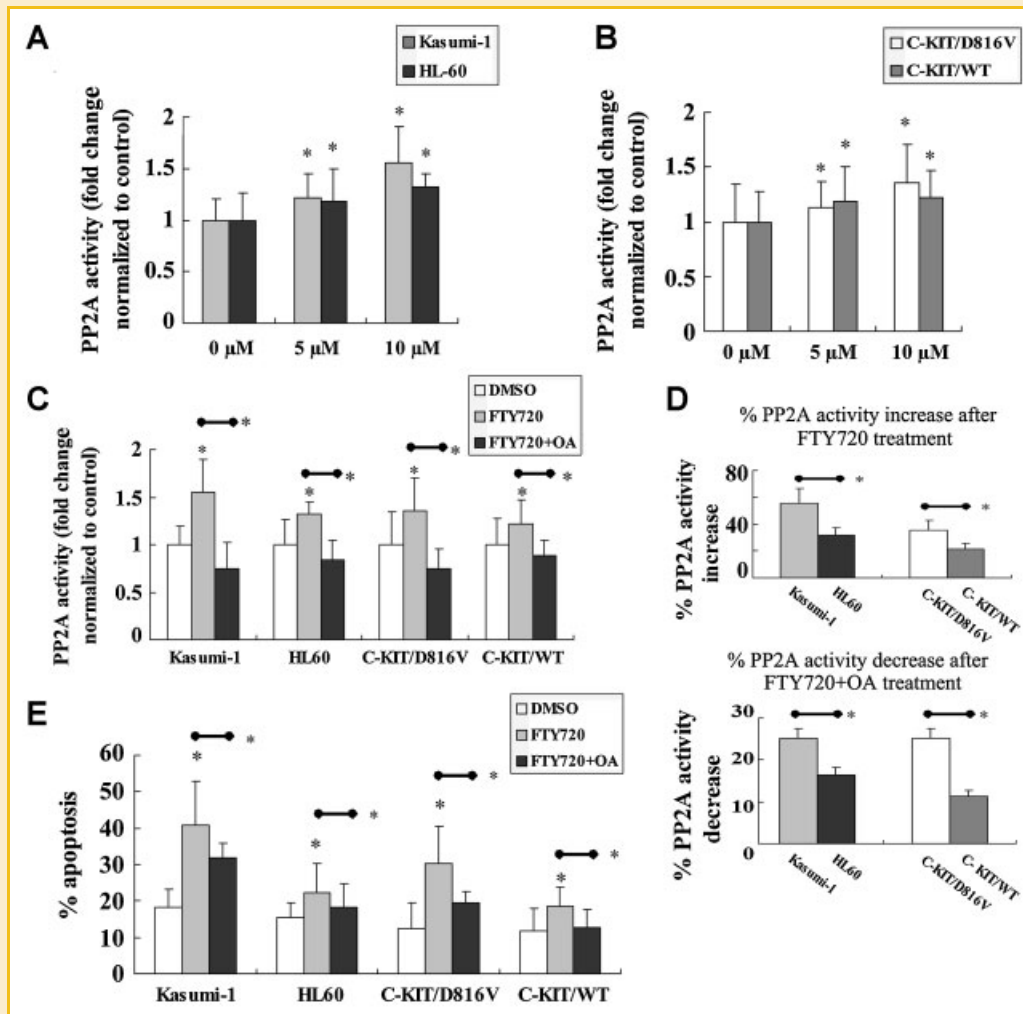 A
Kasumi-1
HL-60
PP2A activity (fold change
normalized to control)
2
1.5
1
0.5
0
*
*
*
*
0 µM
5 µM
10 µM
B
C-KIT/D816V
C-KIT/WT
PP2A activity (fold change
normalized to control)
2
1.5
1
0.5
0
*
*
*
*
0 µM
5 µM
10 µM
C
DMSO
FTY720
FTY720+OA
PP2A activity (fold change
normalized to control)
2
1.5
1
0.5
0
*
*
*
*
*
*
*
*
Kasumi-1
HL60
C-KIT/D816V
C-KIT/WT
D
% PP2A activity increase after
FTY720 treatment
% PP2A activity
increase
80
40
0
*
*
Kasumi-1
HL60
C-KIT/D816V
C- KIT/WT
% PP2A activity decrease after
FTY720+OA treatment
% PP2A activity
decrease
30
20
10
0
*
*
Kasumi-1
HL60
C-KIT/D816V
C- KIT/WT
E
DMSO
FTY720
FTY720+OA
% apoptosis
60
50
40
30
20
10
0
*
*
*
*
*
*
*
*
Kasumi-1
HL60
C-KIT/D816V
C-KIT/WT